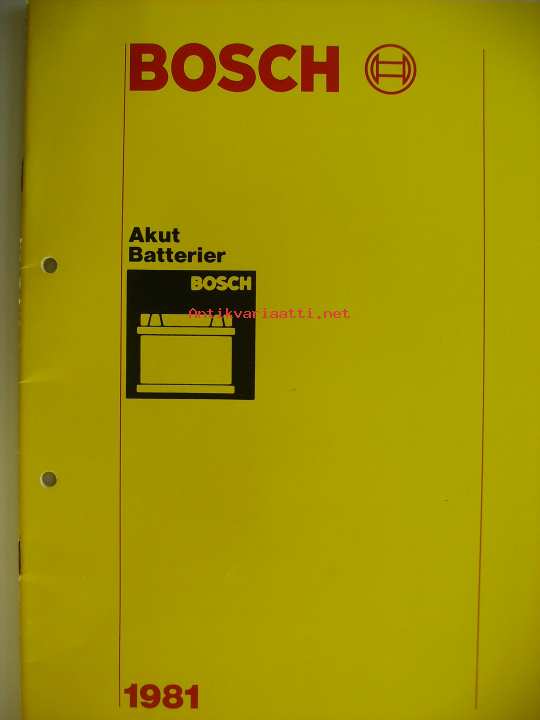 BOSCH
Akut
Batterier
BOSCH
Antikvariaatti.net
1981